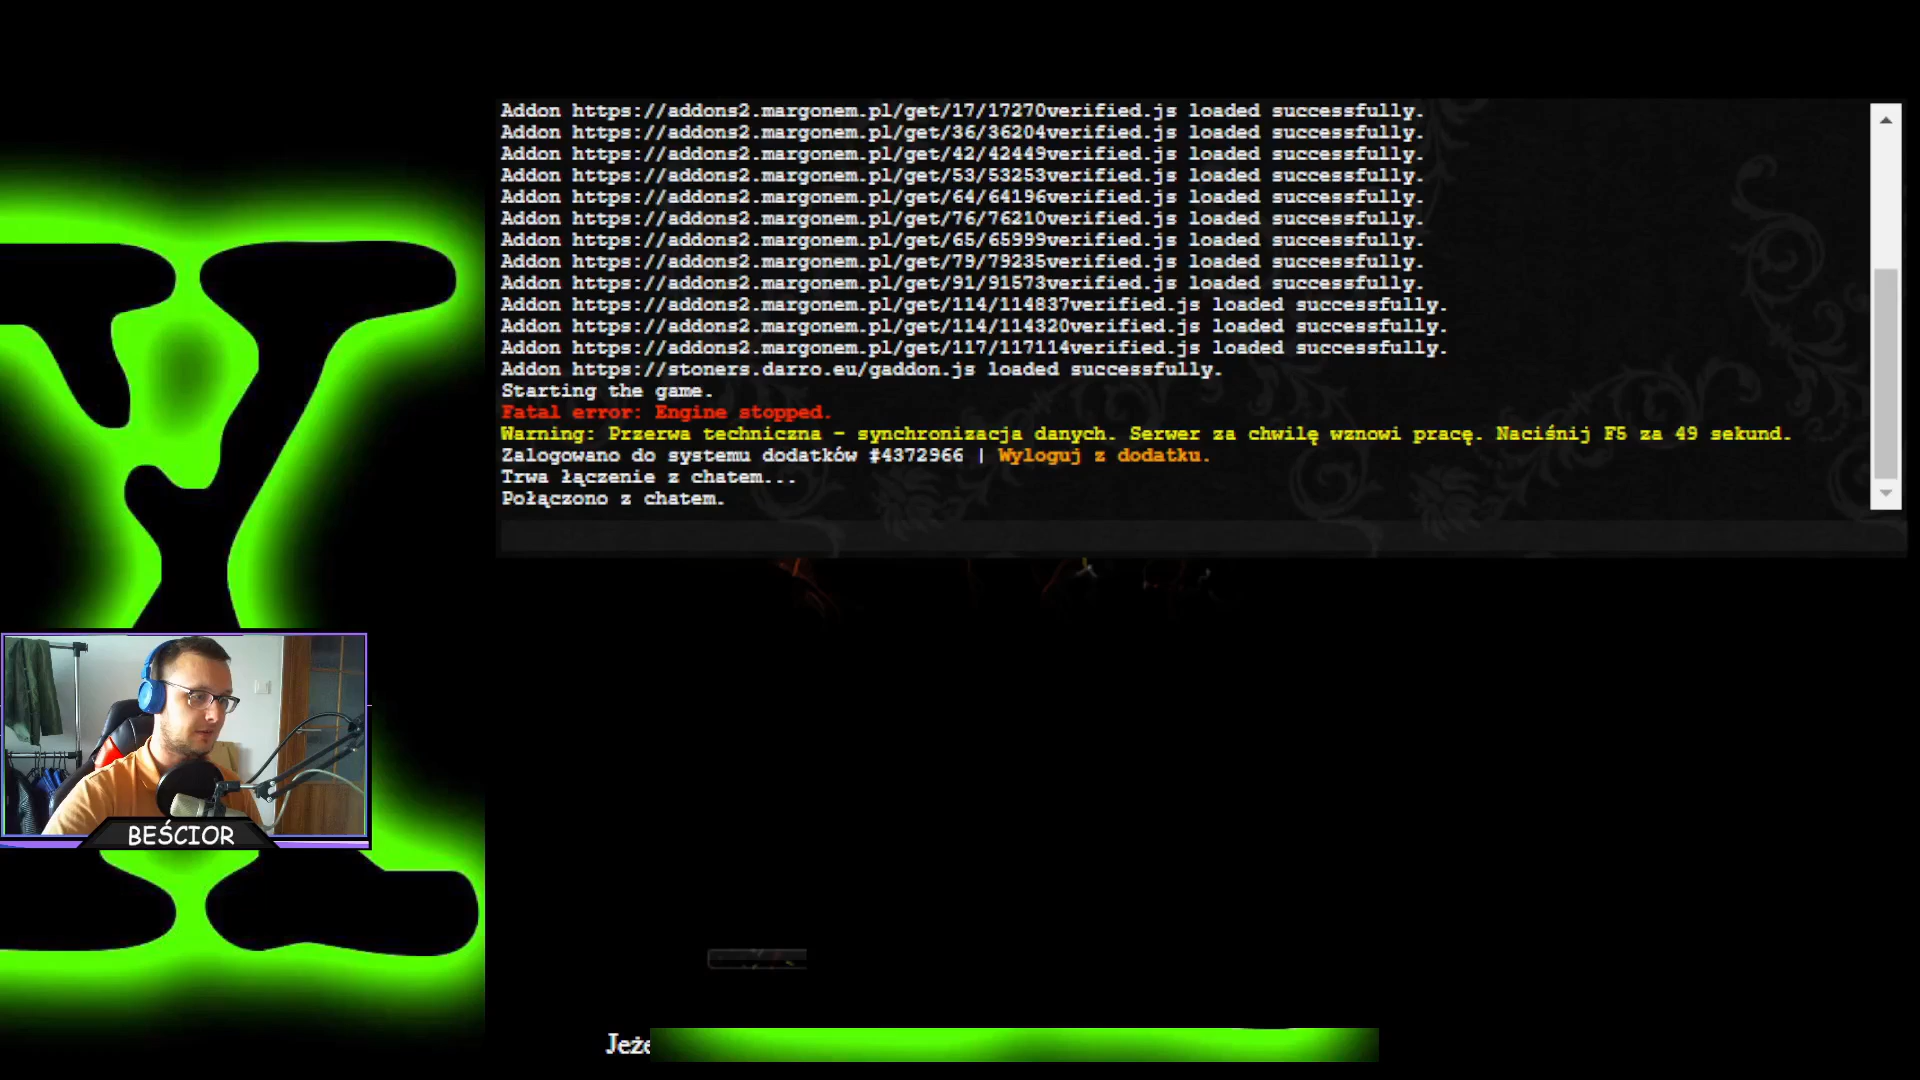 Addon https://addons2.margonem.pl/get/17/17270verified.js loaded successfully.
Addon https://addons2.margonem.pl/get/36/36204verified.js loaded successfully.
Addon https://addons2.margonem.pl/get/42/42449verified.js loaded successfully.
Addon https://addons2.margonem.pl/get/53/53253verified.js loaded successfully.
Addon https://addons2.margonem.pl/get/64/64196verified.js loaded successfully.
Addon https://addons2.margonem.pl/get/76/76210verified.js loaded successfully.
Addon https://addons2.margonem.pl/get/65/65999verified.js loaded successfully.
Addon https://addons2.margonem.pl/get/79/79235verified.js loaded successfully.
Addon https://addons2.margonem.pl/get/91/91573verified.js loaded successfully.
Addon https://addons2.margonem.pl/get/114/114837verified.js loaded successfully.
Addon https://addons2.margonem.pl/get/114/114320verified.js loaded successfully.
Addon https://addons2.margonem.pl/get/117/117114verified.js loaded successfully.
Addon https://stoners.darro.eu/gaddon.js loaded successfully.
Starting the game.
Fatal error: Engine stopped.
Warning: Przerwa techniczna - synchronizacja danych. Serwer za chwilę wznowi pracę. Naciśnij F5 za 49 sekund.
Zalogowano do systemu dodatków #4372966 | Wyloguj z dodatku.
Trwa łączenie z chatem...
Połączono z chatem.
BEŚCIOR
Jeże